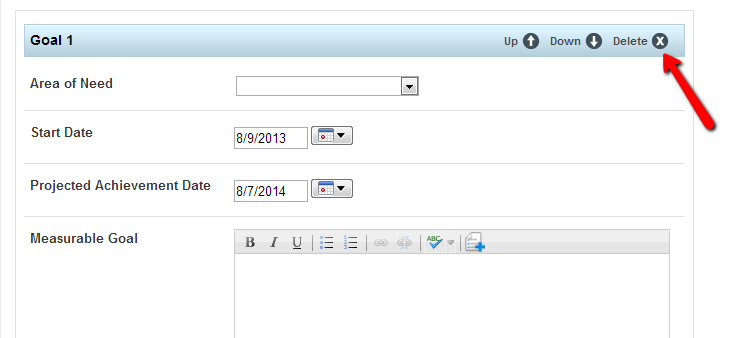 Goal 1 Up Down Delete X
Area of Need
Start Date 8/9/2013
Projected Achievement Date 8/7/2014
Measurable Goal B I U ABC